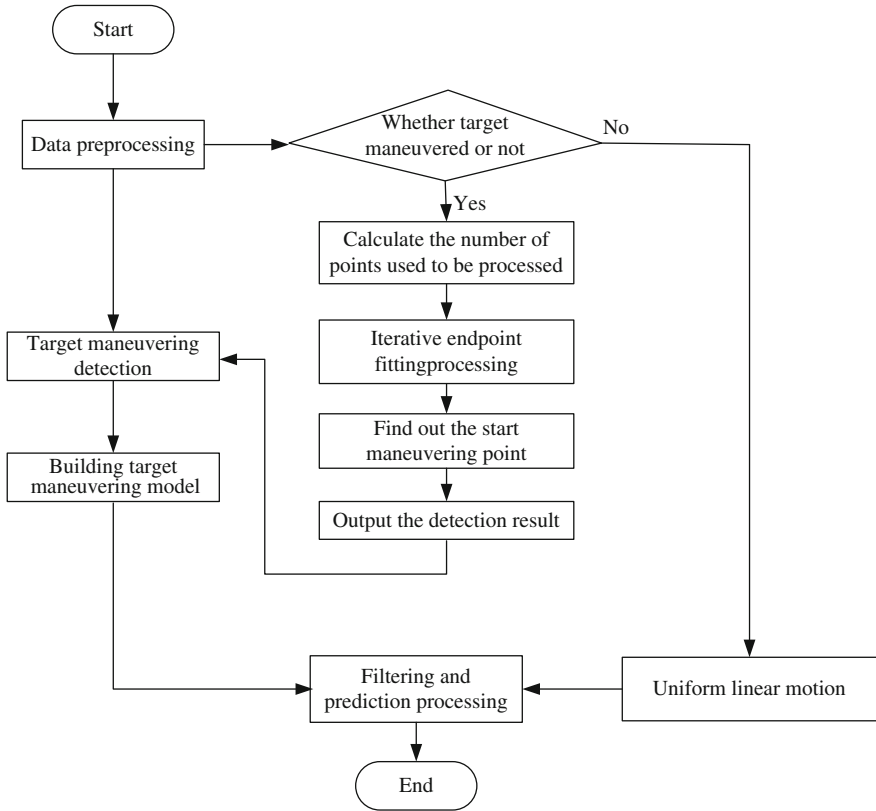 Start
Data preprocessing
Whether target
maneuvered or not
No
Yes
Calculate the number of
points used to be processed
Iterative endpoint
fittingprocessing
Find out the start
maneuvering point
Output the detection result
Target maneuvering
detection
Building target
maneuvering model
Filtering and
prediction processing
Uniform linear motion
End